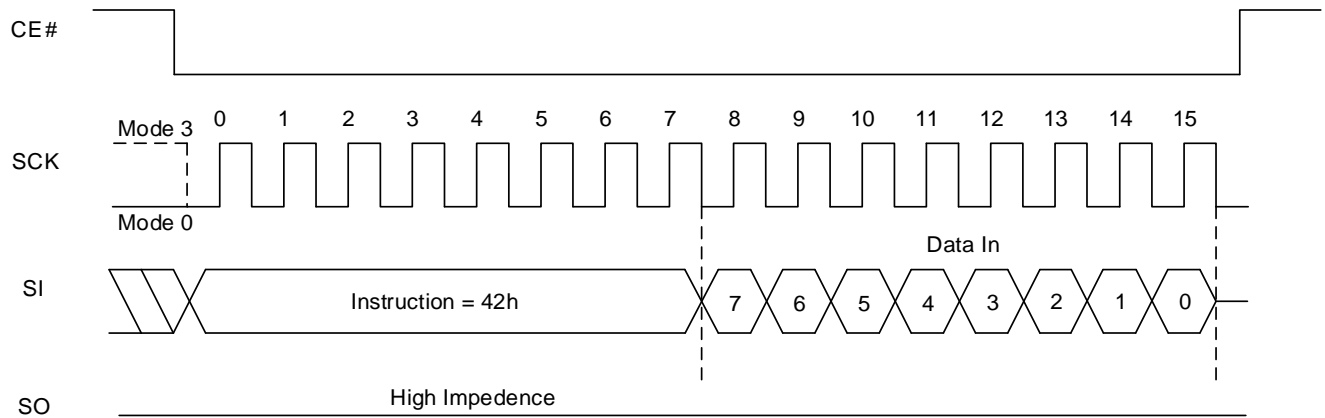 CE#
Mode 3
0 1 2 3 4 5 6 7 8 9 10 11 12 13 14 15
SCK
Mode 0
Data In
SI
Instruction = 42h
7 6 5 4 3 2 1 0
High Impedence
SO